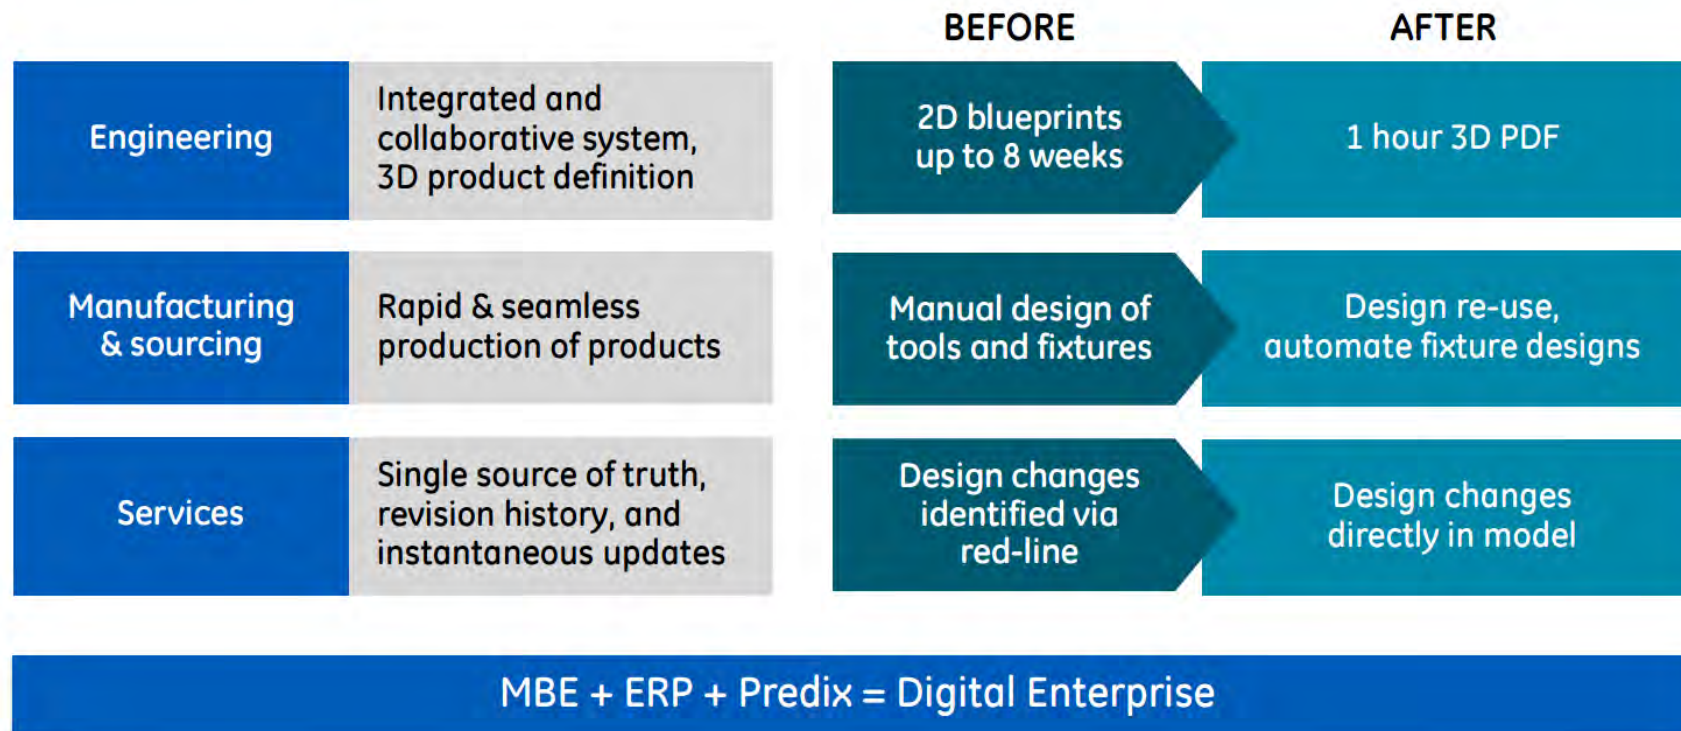 BEFORE
AFTER
Engineering
Integrated and
collaborative system,
3D product definition
2D blueprints
up to 8 weeks
1 hour 3D PDF
Manufacturing
& sourcing
Rapid & seamless
production of products
Manual design of
tools and fixtures
Design re-use,
automate fixture designs
Services
Single source of truth,
revision history, and
instantaneous updates
Design changes
identified via
red-line
Design changes
directly in model
MBE + ERP + Predix = Digital Enterprise